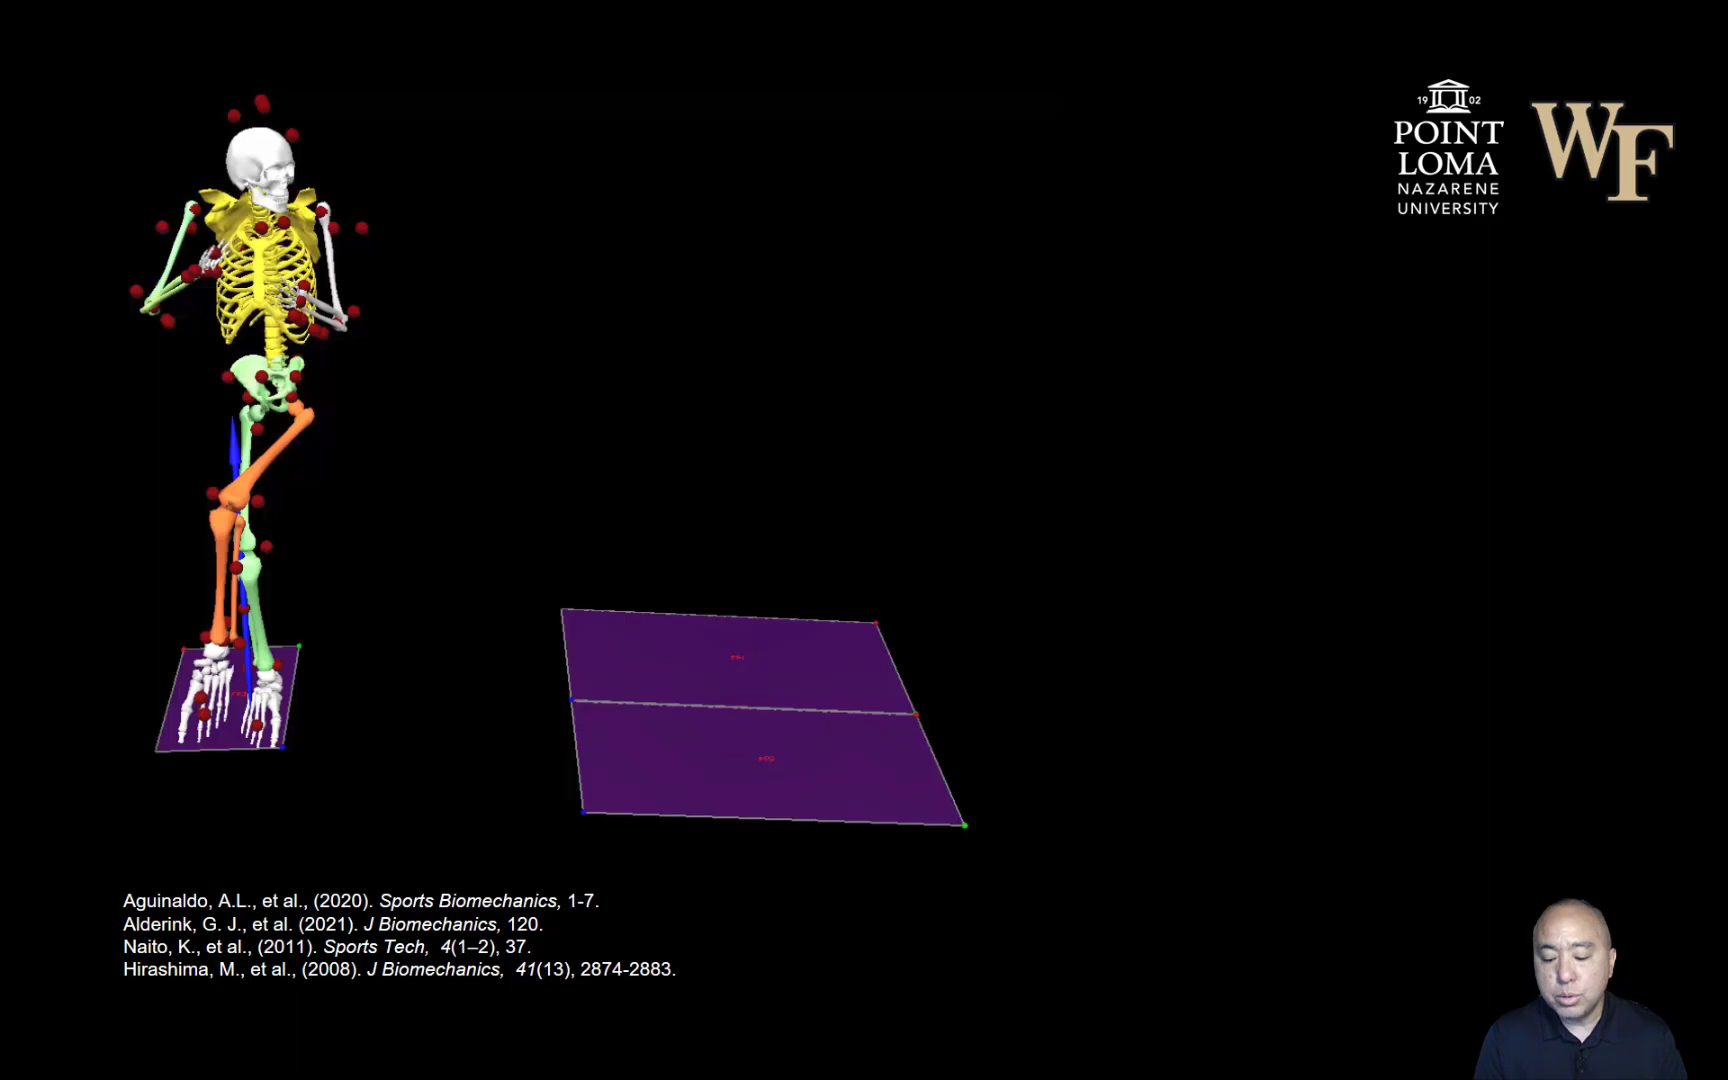 19 02
POINT
LOMA
NAZARENE
UNIVERSITY
WF
Aguinaldo, A.L., et al., (2020). Sports Biomechanics, 1-7.
Alderink, G. J., et al. (2021). J Biomechanics, 120.
Naito, K., et al., (2011). Sports Tech, 4(1–2), 37.
Hirashima, M., et al., (2008). J Biomechanics, 41(13), 2874-2883.